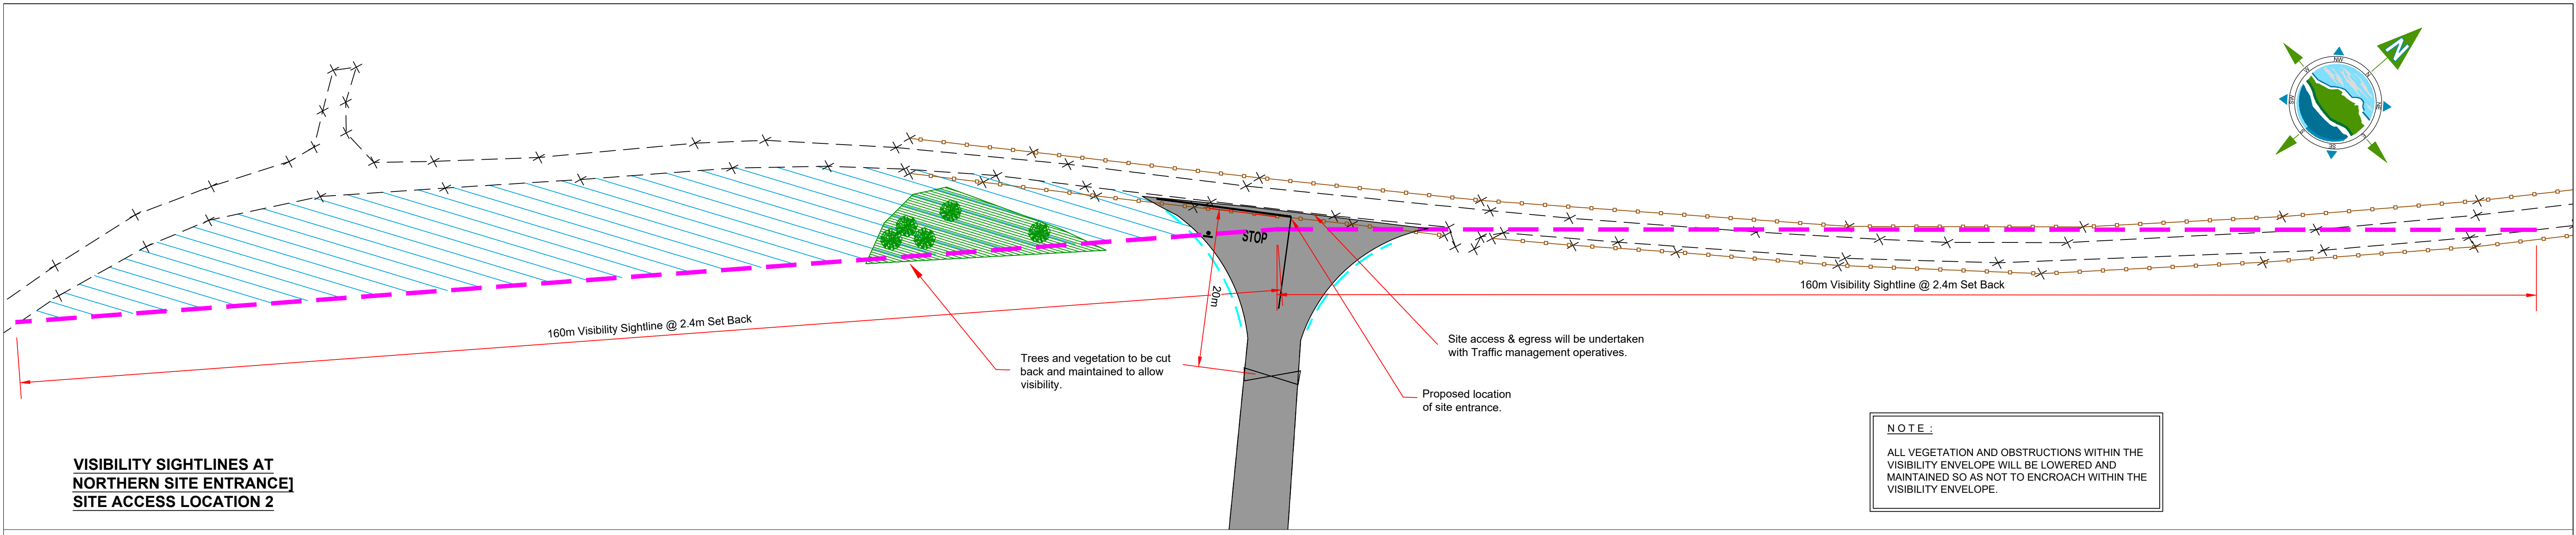 N
NW
N
W
NE
SW
E
S
SE
STOP
20m
160m Visibility Sightline @ 2.4m Set Back
160m Visibility Sightline @ 2.4m Set Back
Site access & egress will be undertaken
with Traffic management operatives.
Trees and vegetation to be cut
back and maintained to allow
visibility.
Proposed location
of site entrance.
VISIBILITY SIGHTLINES AT
NORTHERN SITE ENTRANCE]
SITE ACCESS LOCATION 2
NOTE :
ALL VEGETATION AND OBSTRUCTIONS WITHIN THE
VISIBILITY ENVELOPE WILL BE LOWERED AND
MAINTAINED SO AS NOT TO ENCROACH WITHIN THE
VISIBILITY ENVELOPE.